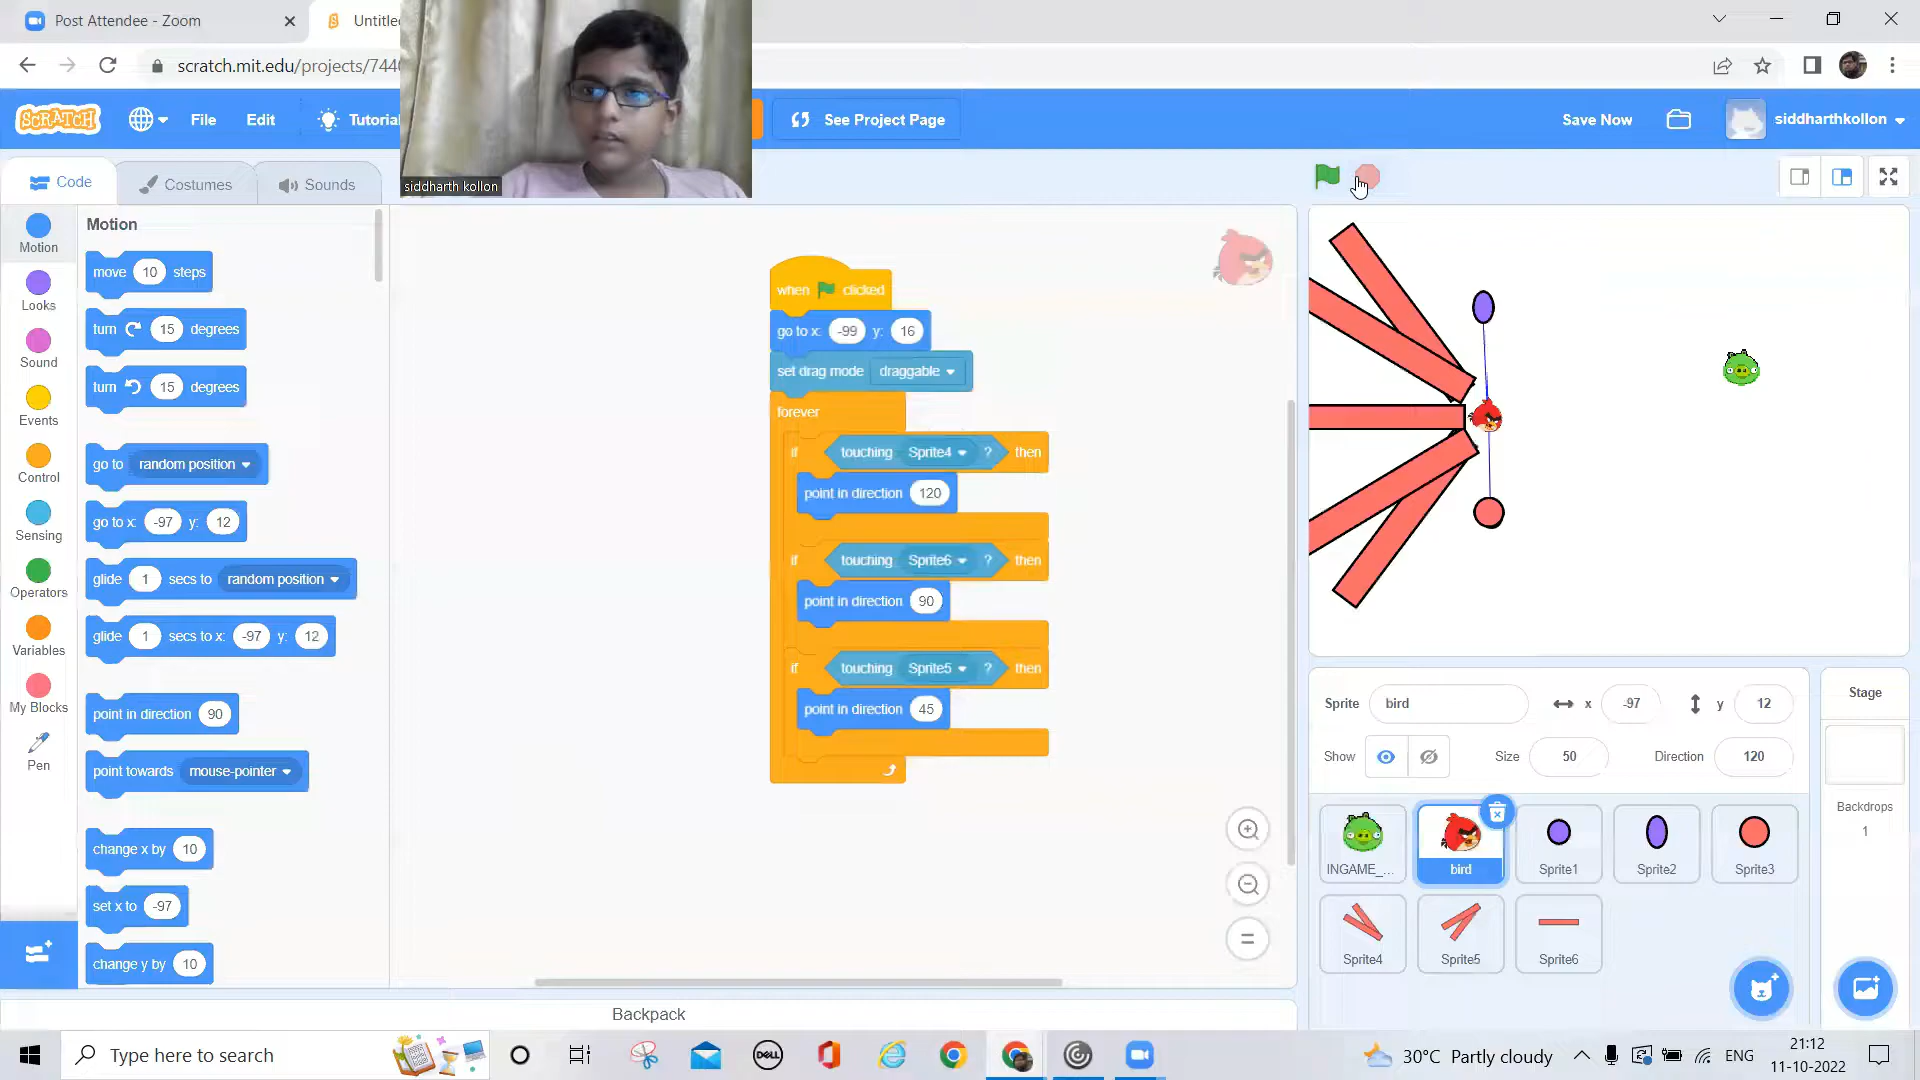 Post Attendee - Zoom
Untitle
scratch.mit.edu/projects/7440
SCRATCH
File
Edit
Tutorial
See Project Page
Save Now
siddharthkollon
siddharth kollon
Code
Costumes
Sounds
Motion
Looks
Sound
Events
Control
Sensing
Operators
Variables
My Blocks
Pen
Motion
move 10 steps
turn 15 degrees
turn 15 degrees
go to random position
go to x: -97 y: 12
glide 1 secs to random position
glide 1 secs to x: -97 y: 12
point in direction 90
point towards mouse-pointer
change x by 10
set x to -97
change y by 10
when clicked
go to x: -99 y: 16
set drag mode draggable
forever
if touching Sprite4 ? then
point in direction 120
if touching Sprite6 ? then
point in direction 90
if touching Sprite5 ? then
point in direction 45
Backpack
Sprite bird x -97 y 12
Show Size 50 Direction 120
INGAME_...
bird
Sprite1
Sprite2
Sprite3
Sprite4
Sprite5
Sprite6
Stage
Backdrops
1
Type here to search
DELL
30°C Partly cloudy
ENG
21:12
11-10-2022